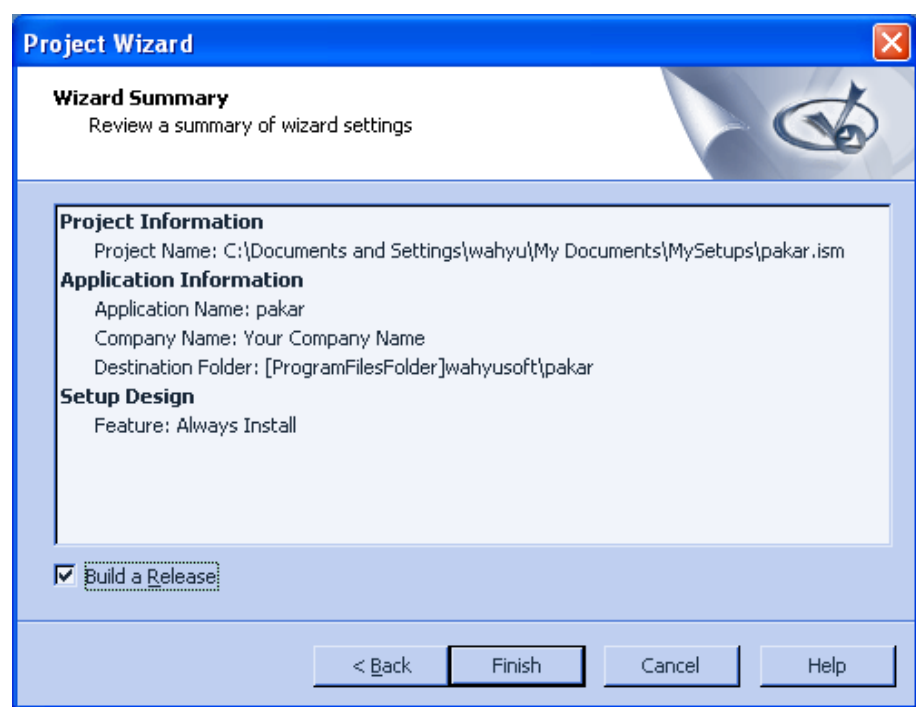 Project Wizard
Wizard Summary
Review a summary of wizard settings
Project Information
Project Name: C:\Documents and Settings\wahyu\My Documents\MySetups\pakar.ism
Application Information
Application Name: pakar
Company Name: Your Company Name
Destination Folder: [ProgramFilesFolder]wahyusoft\pakar
Setup Design
Feature: Always Install
Build a Release
< Back
Finish
Cancel
Help